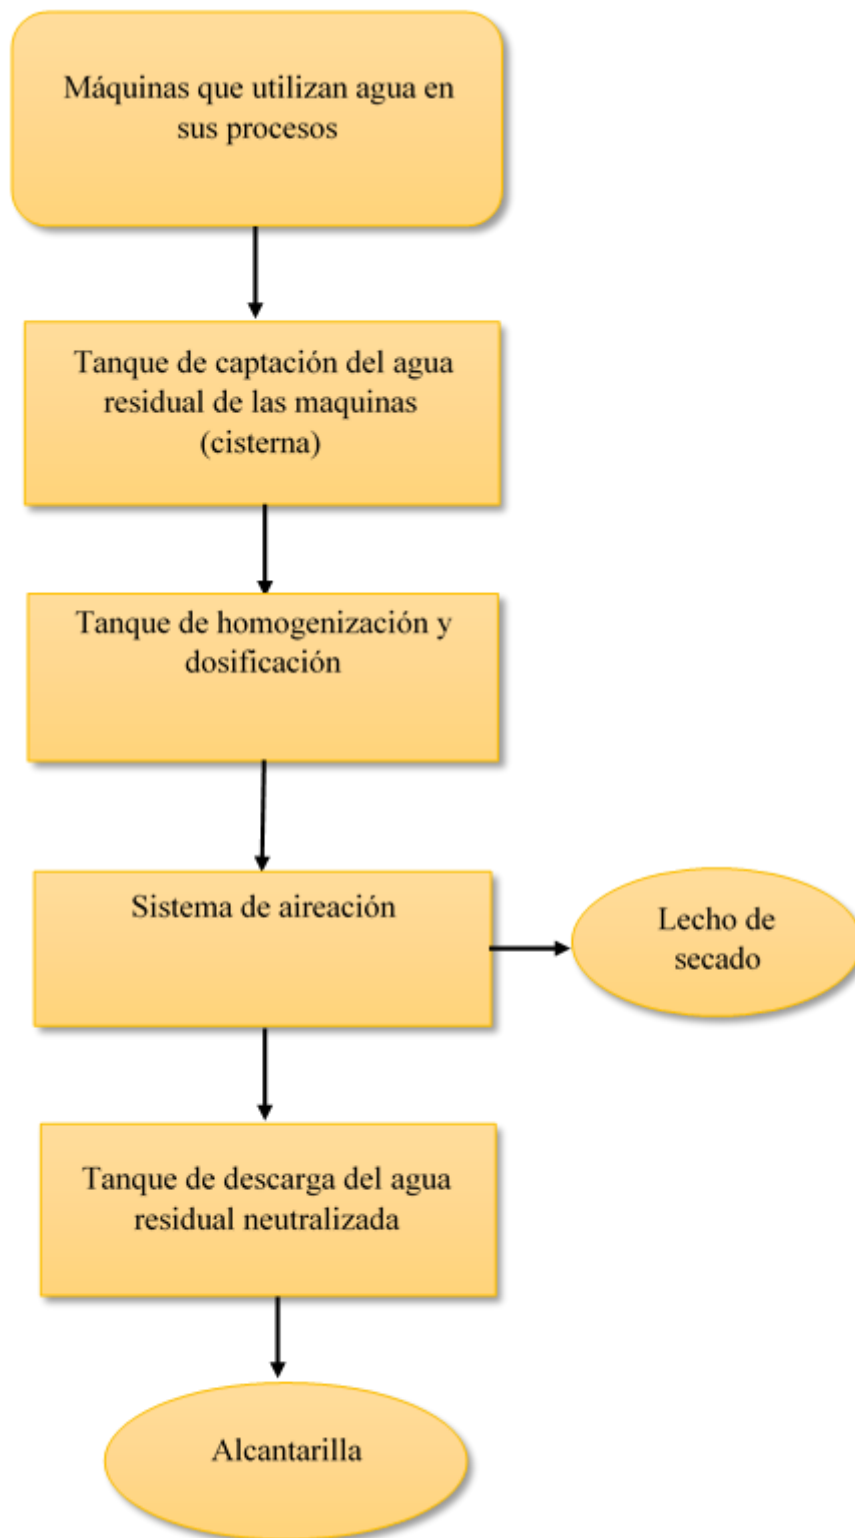 Máquinas que utilizan agua en
sus procesos
Tanque de captación del agua
residual de las maquinas
(cisterna)
Tanque de homogenización y
dosificación
Sistema de aireación
Lecho de
secado
Tanque de descarga del agua
residual neutralizada
Alcantarilla